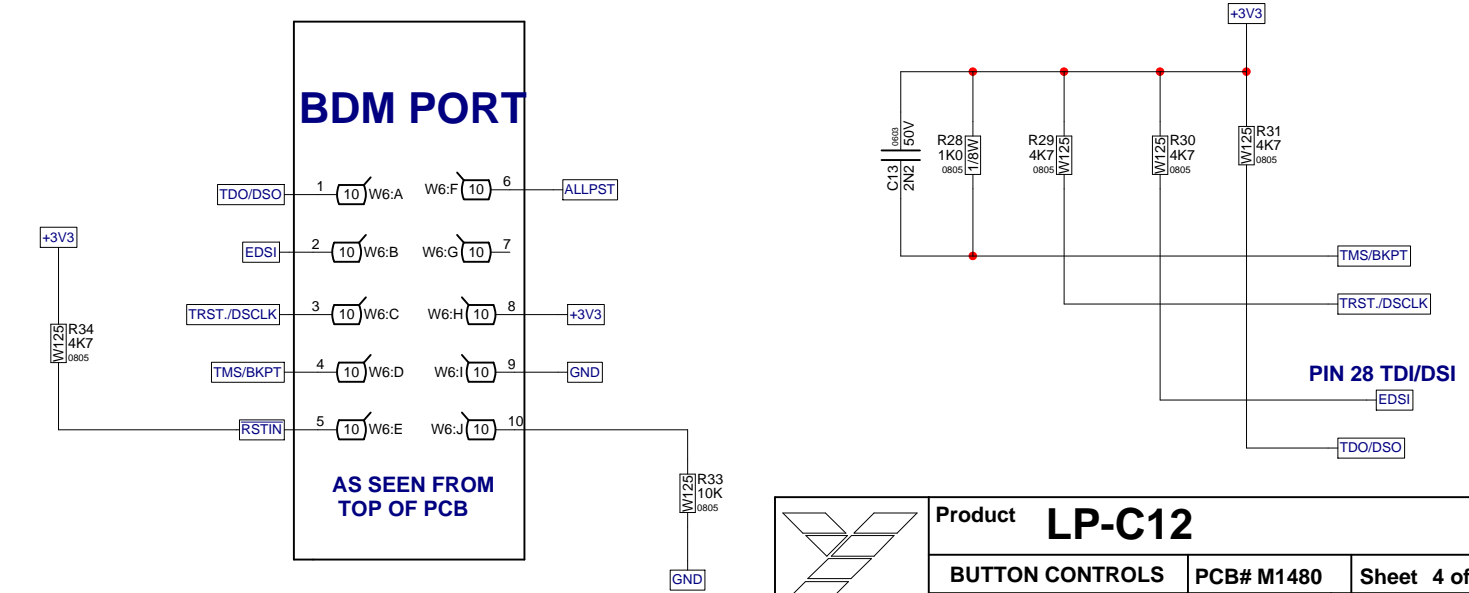 BDM PORT
TDO/DSO 1 10 W6:A W6:F 10 6 ALLPST
EDSI 2 10 W6:B W6:G 10 7
TRST./DSCLK 3 10 W6:C W6:H 10 8 +3V3
TMS/BKPT 4 10 W6:D W6:I 10 9 GND
RSTIN 5 10 W6:E W6:J 10 10
AS SEEN FROM
TOP OF PCB
+3V3
W125
R34
4K7
0805
W125
R33
10K
0805
GND
+3V3
C13
2N2
0603
50V
R28
1K0
0805
1/8W
R29
4K7
0805
W125
W125
R30
4K7
0805
W125
R31
4K7
0805
TMS/BKPT
TRST./DSCLK
PIN 28 TDI/DSI
EDSI
TDO/DSO
Product LP-C12
BUTTON CONTROLS PCB# M1480 Sheet 4 of